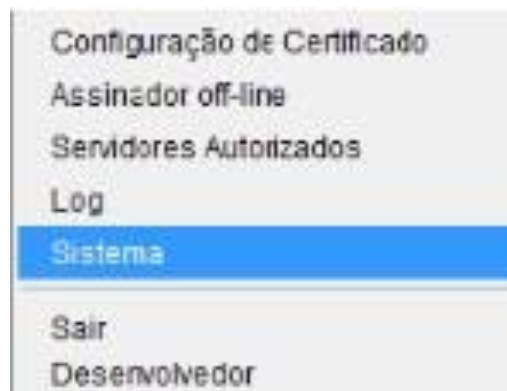 Configuração de Certificado
Assinador off-line
Servidores Autorizados
Log
Sistema
Sair
Desenvolvedor